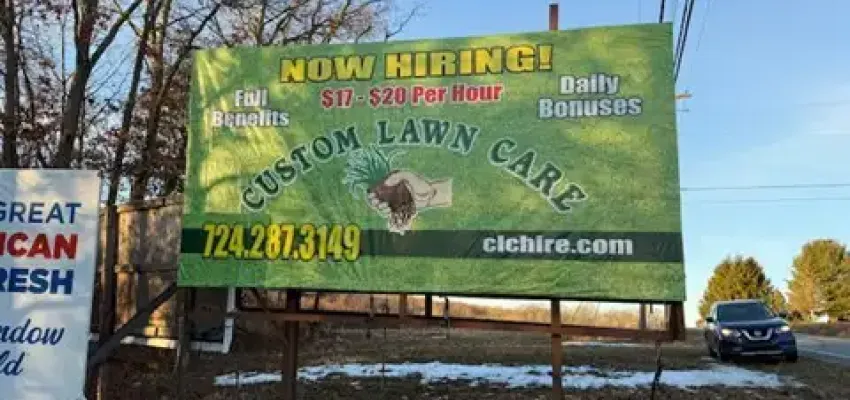 NOW HIRING!
$17 - $20 Per Hour
Full
Benefits
Daily
Bonuses
CUSTOM LAWN CARE
724.287.3149
clchire.com
GREAT
ICAN
RESH